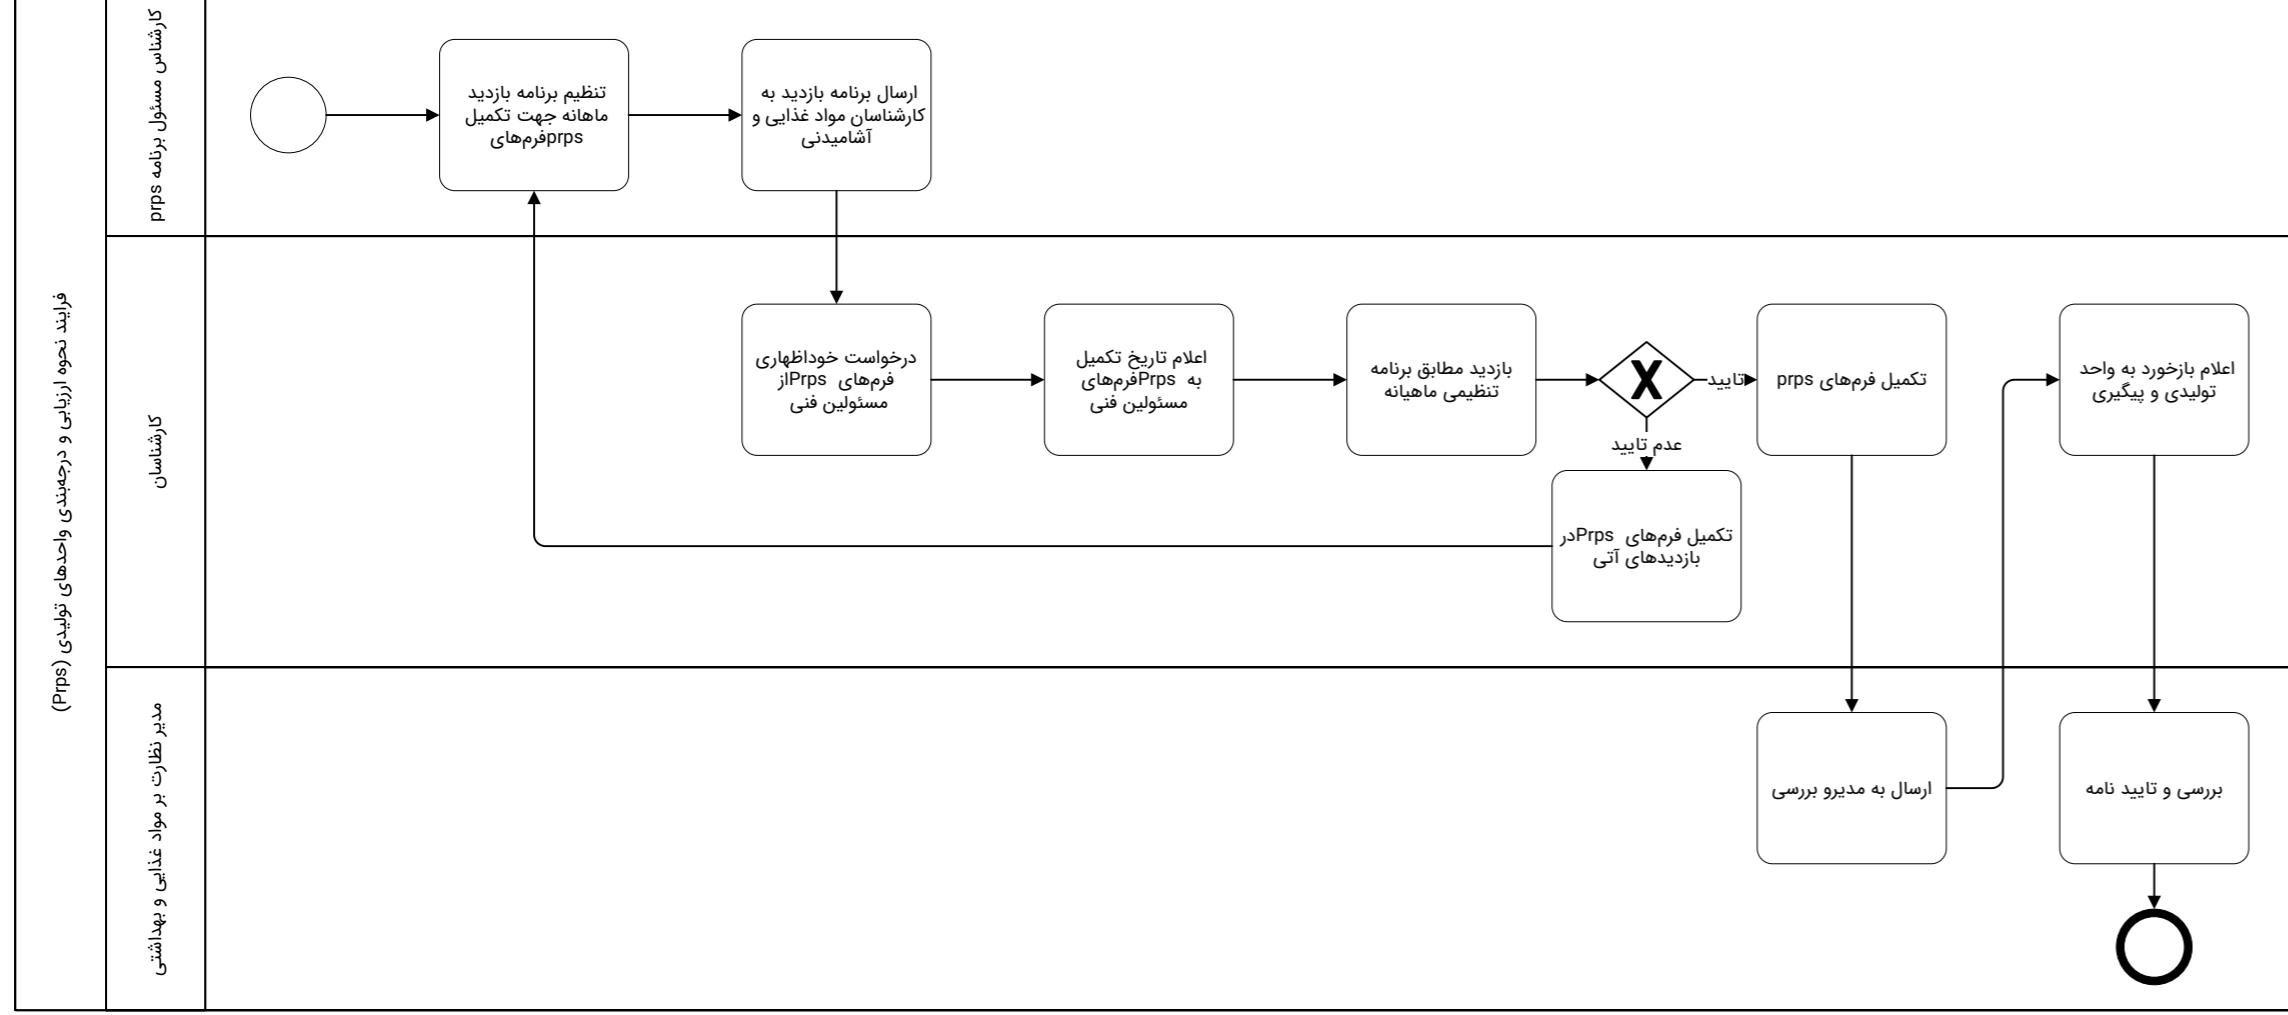 فرایند نحوه ارزیابی و درجه‌بندی واحدهای تولیدی (Prps)
کارشناس مسئول برنامه prps
تنظیم برنامه بازدید
ماهانه جهت تکمیل
فرم‌های‌prps
ارسال برنامه بازدید به
کارشناسان مواد غذایی و
آشامیدنی
کارشناسان
درخواست خوداظهاری
فرم‌های Prpsاز
مسئولین فنی
اعلام تاریخ تکمیل
فرم‌های‌Prps به
مسئولین فنی
بازدید مطابق برنامه
تنظیمی ماهیانه
تایید
عدم تایید
تکمیل فرم‌های prps
اعلام بازخورد به واحد
تولیدی و پیگیری
تکمیل فرم‌های Prpsدر
بازدیدهای آتی
مدیر نظارت بر مواد غذایی و بهداشتی
ارسال به مدیرو بررسی
بررسی و تایید نامه